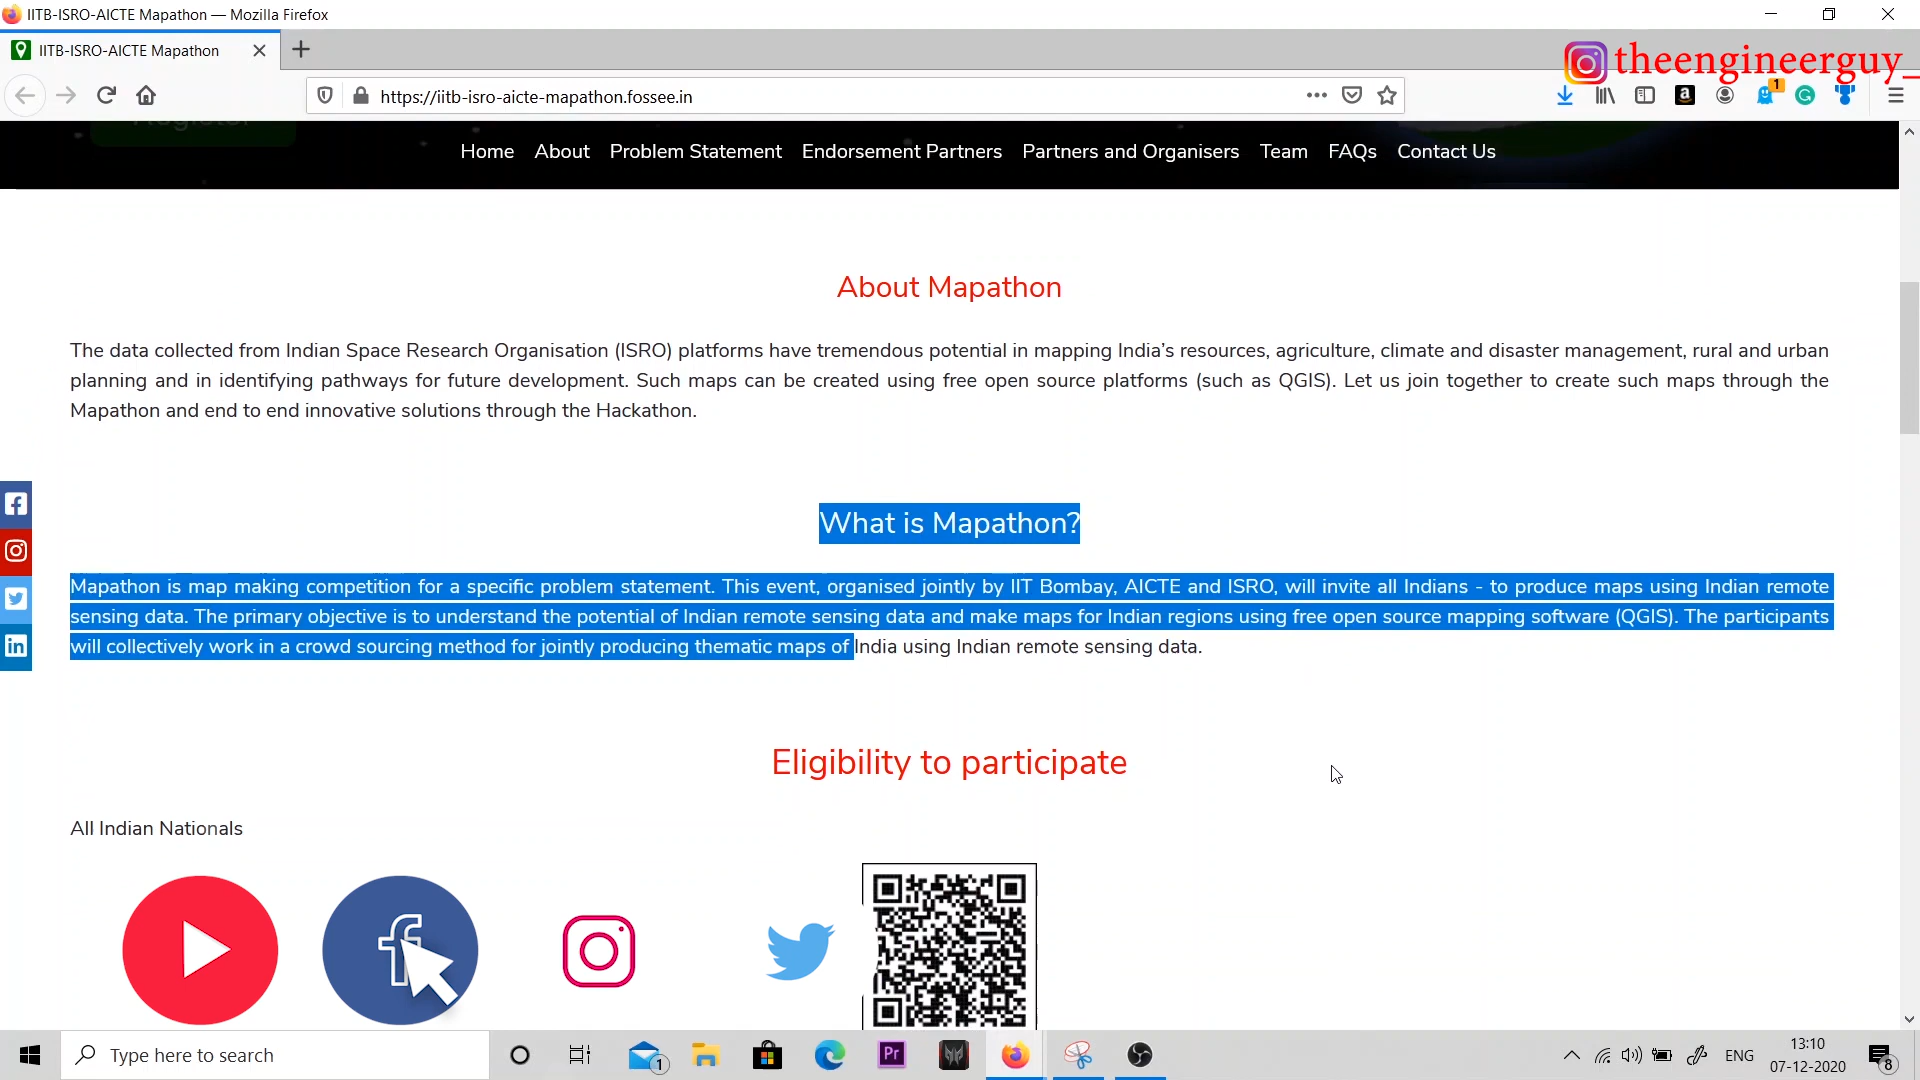 IITB-ISRO-AICTE Mapathon — Mozilla Firefox
IITB-ISRO-AICTE Mapathon
theengineerguy_
https://iitb-isro-aicte-mapathon.fossee.in
1
Register
Home About Problem Statement Endorsement Partners Partners and Organisers Team FAQs Contact Us
About Mapathon
The data collected from Indian Space Research Organisation (ISRO) platforms have tremendous potential in mapping India’s resources, agriculture, climate and disaster management, rural and urban
planning and in identifying pathways for future development. Such maps can be created using free open source platforms (such as QGIS). Let us join together to create such maps through the
Mapathon and end to end innovative solutions through the Hackathon.
What is Mapathon?
Mapathon is map making competition for a specific problem statement. This event, organised jointly by IIT Bombay, AICTE and ISRO, will invite all Indians - to produce maps using Indian remote
sensing data. The primary objective is to understand the potential of Indian remote sensing data and make maps for Indian regions using free open source mapping software (QGIS). The participants
will collectively work in a crowd sourcing method for jointly producing thematic maps of India using Indian remote sensing data.
Eligibility to participate
All Indian Nationals
Type here to search
1
Pr
ENG
13:10
07-12-2020
8